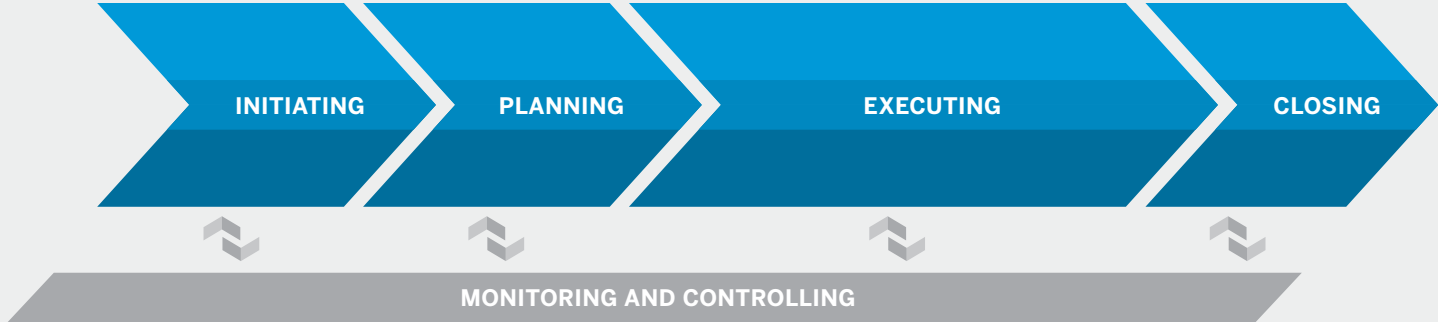 INITIATING
PLANNING
EXECUTING
CLOSING
MONITORING AND CONTROLLING